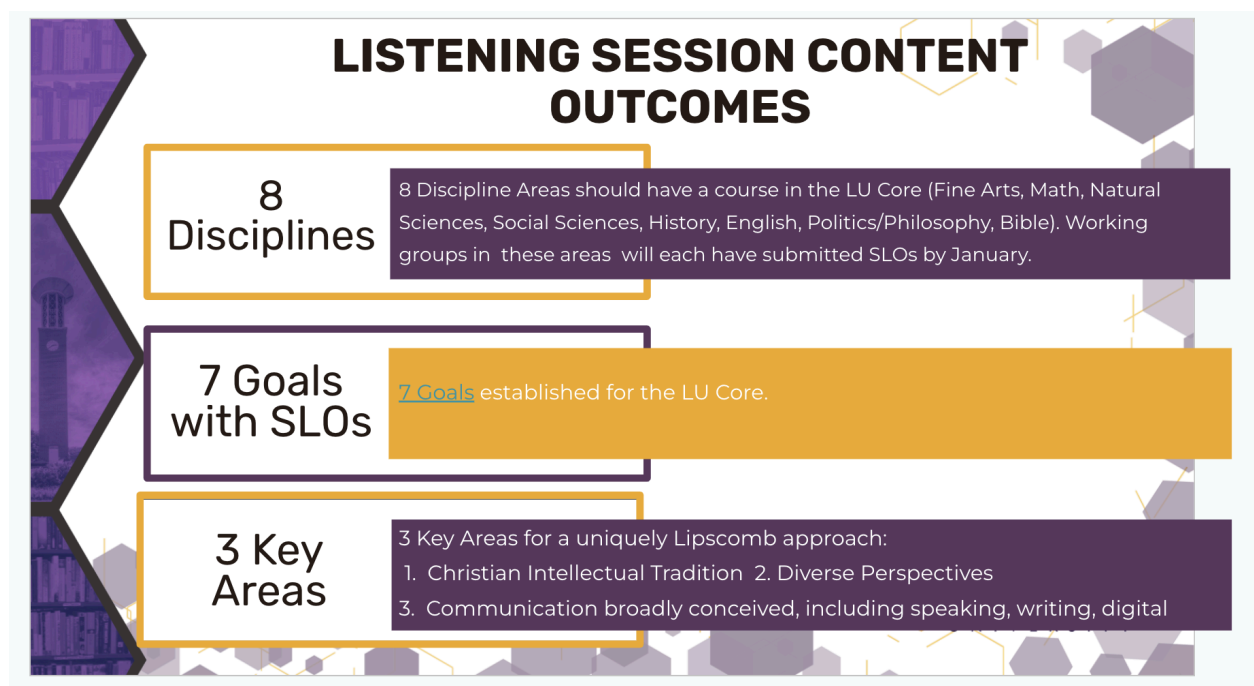 LISTENING SESSION CONTENT
OUTCOMES
8
Disciplines
8 Discipline Areas should have a course in the LU Core (Fine Arts, Math, Natural
Sciences, Social Sciences, History, English, Politics/Philosophy, Bible). Working
groups in these areas will each have submitted SLOs by January.
7 Goals
with SLOs
7 Goals established for the LU Core.
3 Key
Areas
3 Key Areas for a uniquely Lipscomb approach:
1. Christian Intellectual Tradition 2. Diverse Perspectives
3. Communication broadly conceived, including speaking, writing, digital